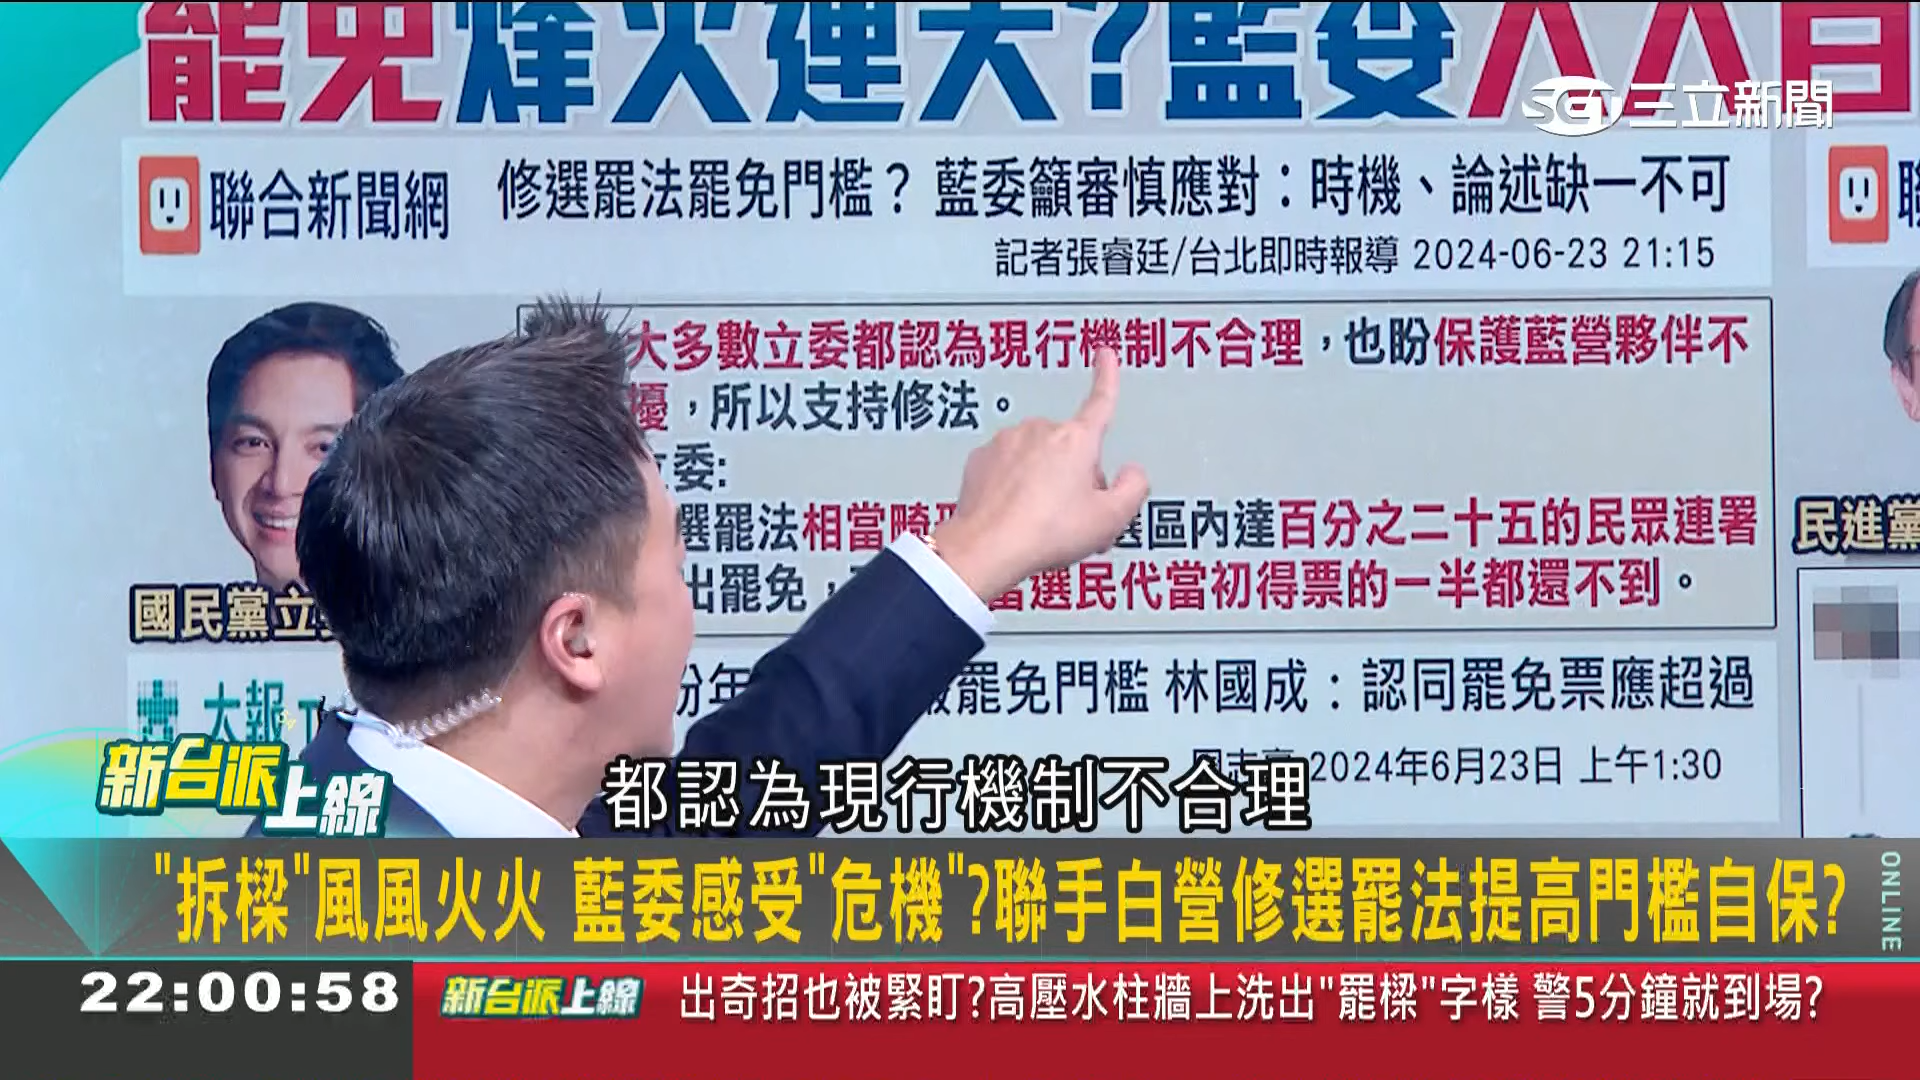 罷免烽火連天?藍委人人自
三立新聞
聯合新聞網
修選罷法罷免門檻？藍委籲審慎應對：時機、論述缺一不可
記者張睿廷/台北即時報導 2024-06-23 21:15
大多數立委都認為現行機制不合理，也盼保護藍營夥伴不
擾，所以支持修法。
委:
選罷法相當畸 選區內達百分之二十五的民眾連署
出罷免， 當選民代當初得票的一半都還不到。
國民黨立
民進黨
太報
罷免門檻 林國成：認同罷免票應超過
2024年6月23日 上午1:30
新台派上線
都認為現行機制不合理
"拆樑"風風火火 藍委感受"危機"?聯手白營修選罷法提高門檻自保?
ONLINE
22:00:58
新台派上線
出奇招也被緊盯?高壓水柱牆上洗出"罷樑"字樣 警5分鐘就到場?